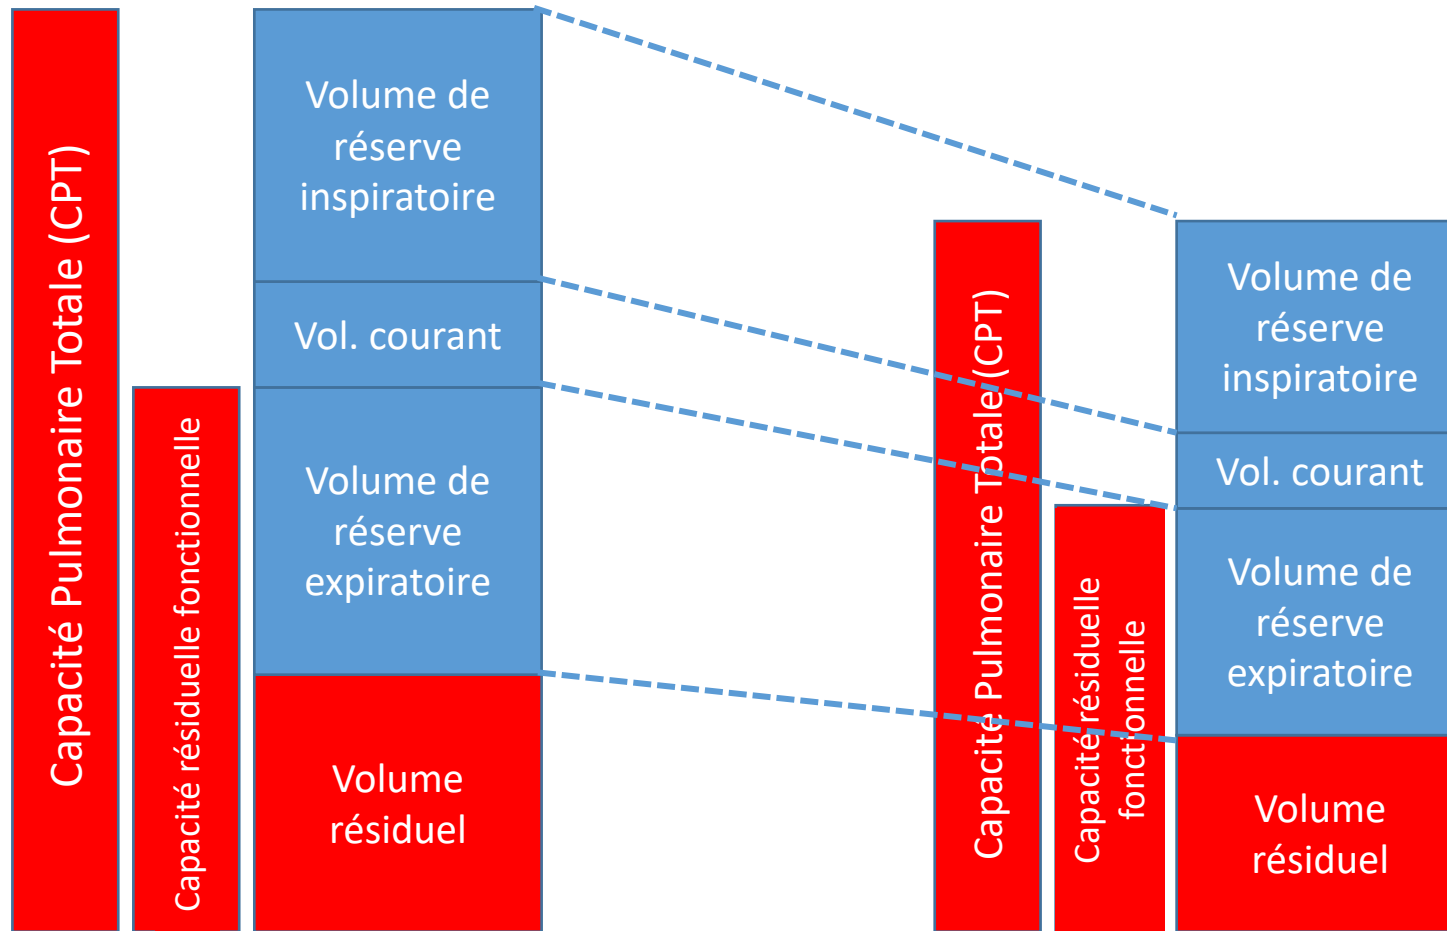 Capacité Pulmonaire Totale (CPT)
Capacité résiduelle fonctionnelle
Volume de
réserve
inspiratoire
Vol. courant
Volume de
réserve
expiratoire
Volume
résiduel
Capacité Pulmonaire Totale (CPT)
Capacité résiduelle
fonctionnelle
Volume de
réserve
inspiratoire
Vol. courant
Volume de
réserve
expiratoire
Volume
résiduel